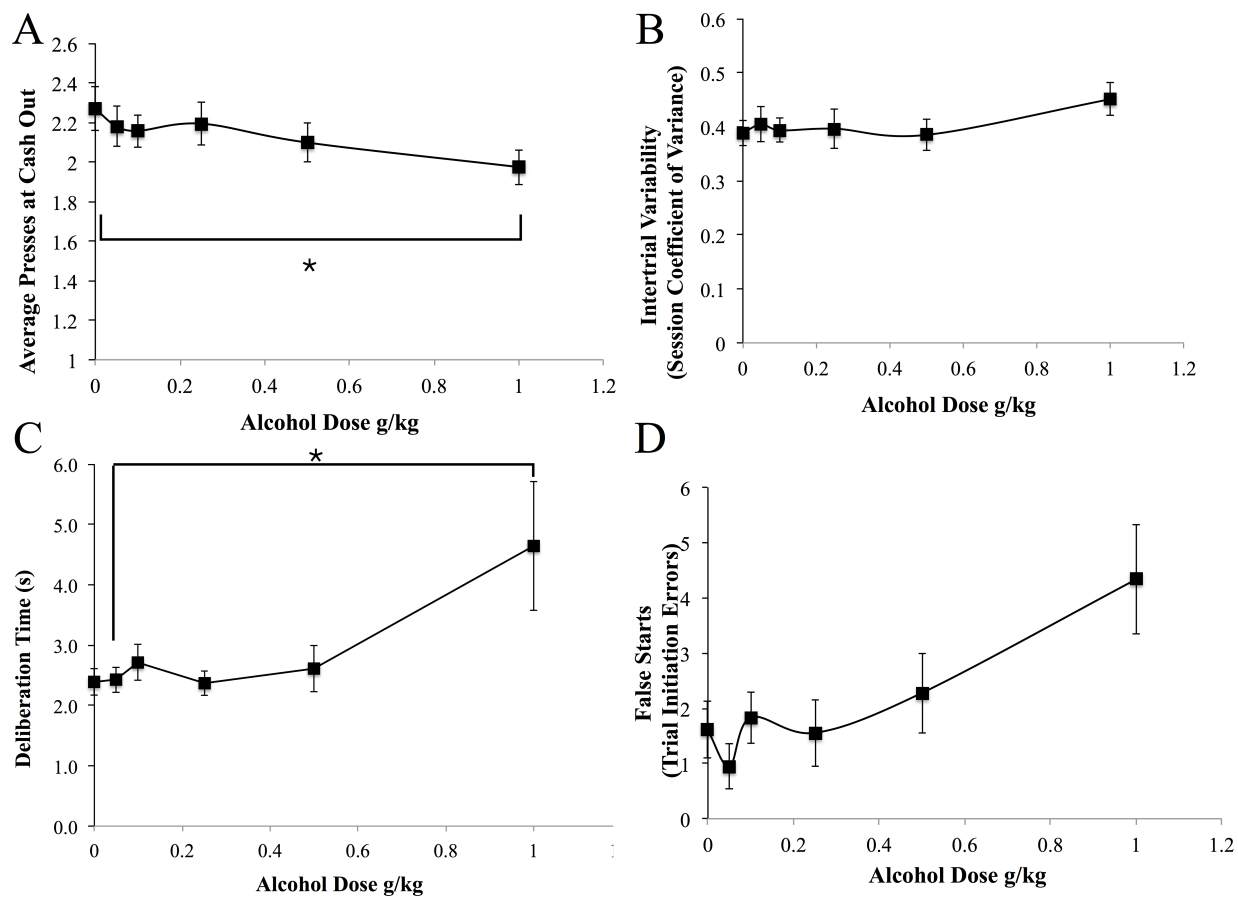 A
2.6
2.4
2.2
2
1.8
1.6
1.4
1.2
1
Average Presses at Cash Out
*
0 0.2 0.4 0.6 0.8 1 1.2
Alcohol Dose g/kg
B
0.6
0.5
0.4
0.3
0.2
0.1
0
Intertrial Variability
(Session Coefficient of Variance)
0 0.2 0.4 0.6 0.8 1 1.2
Alcohol Dose g/kg
C
6.0
5.0
4.0
3.0
2.0
1.0
0.0
Deliberation Time (s)
*
0 0.2 0.4 0.6 0.8 1
Alcohol Dose g/kg
D
6
5
4
3
2
1
0
False Starts
(Trial Initiation Errors)
0 0.2 0.4 0.6 0.8 1 1.2
Alcohol Dose g/kg